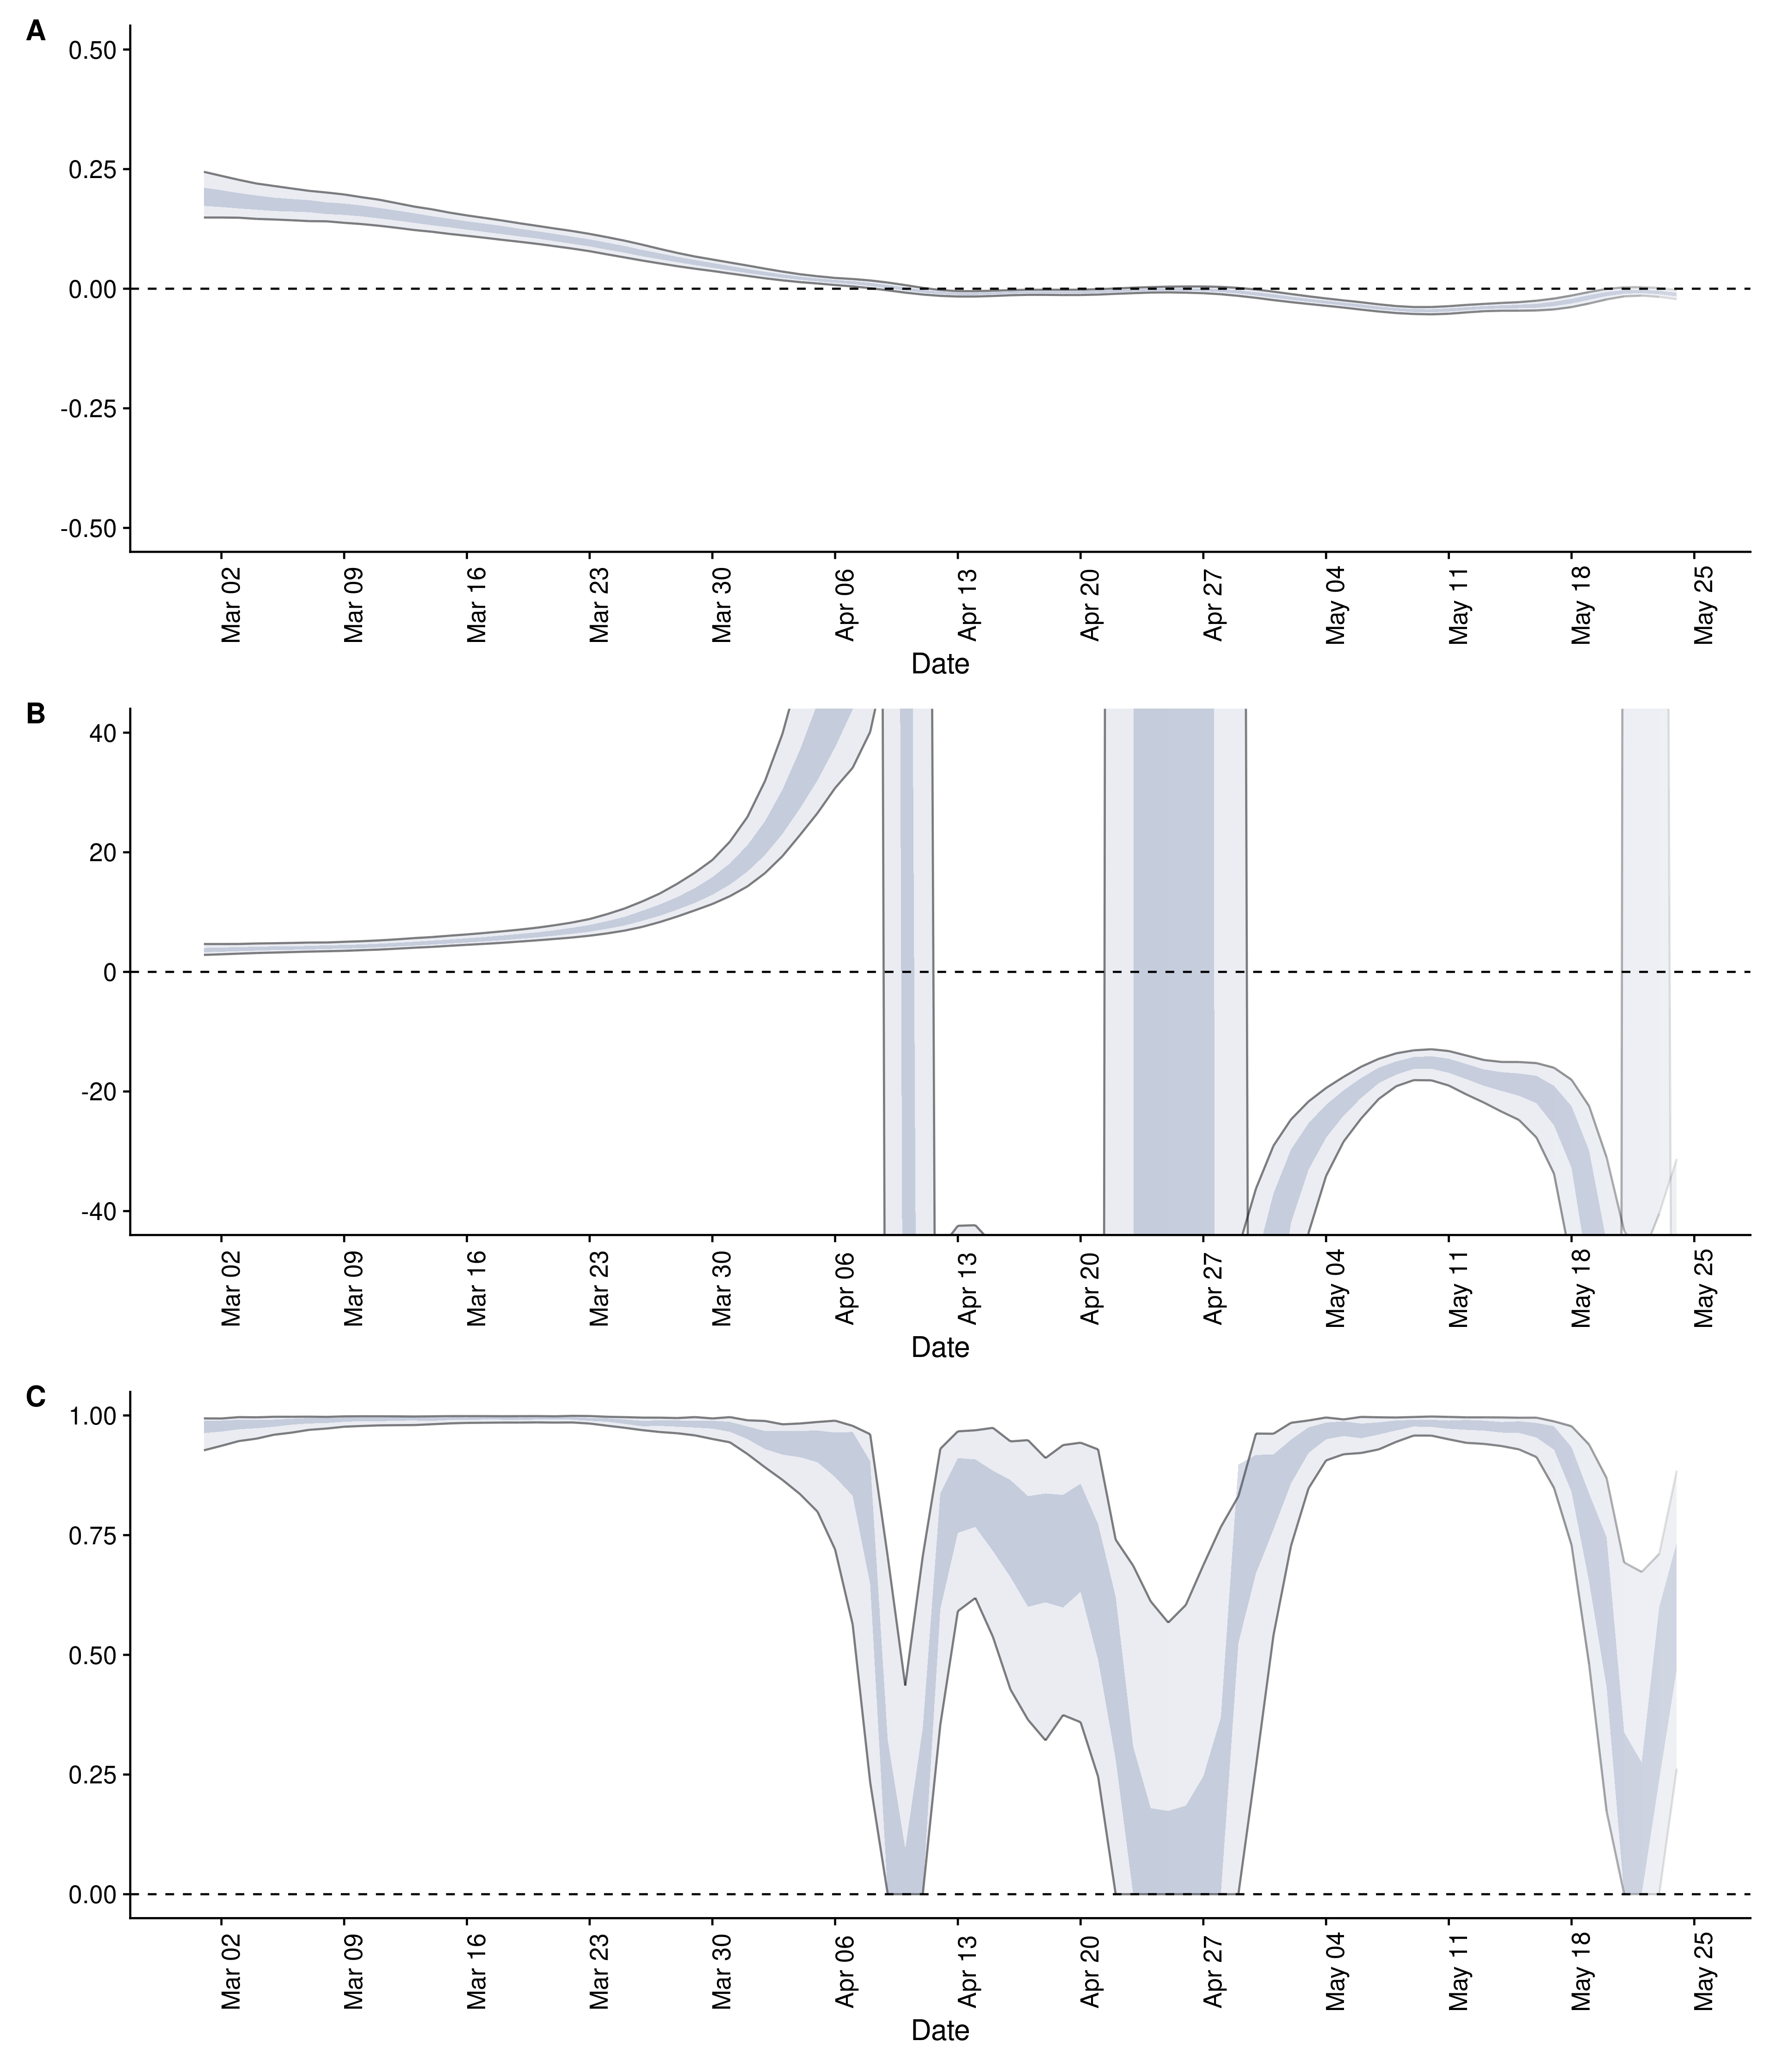 A
0.50
0.25
0.00
-0.25
-0.50
Mar 02
Mar 09
Mar 16
Mar 23
Mar 30
Apr 06
Apr 13
Apr 20
Apr 27
May 04
May 11
May 18
May 25
Date
B
40
20
0
-20
-40
Mar 02
Mar 09
Mar 16
Mar 23
Mar 30
Apr 06
Apr 13
Apr 20
Apr 27
May 04
May 11
May 18
May 25
Date
C
1.00
0.75
0.50
0.25
0.00
Mar 02
Mar 09
Mar 16
Mar 23
Mar 30
Apr 06
Apr 13
Apr 20
Apr 27
May 04
May 11
May 18
May 25
Date